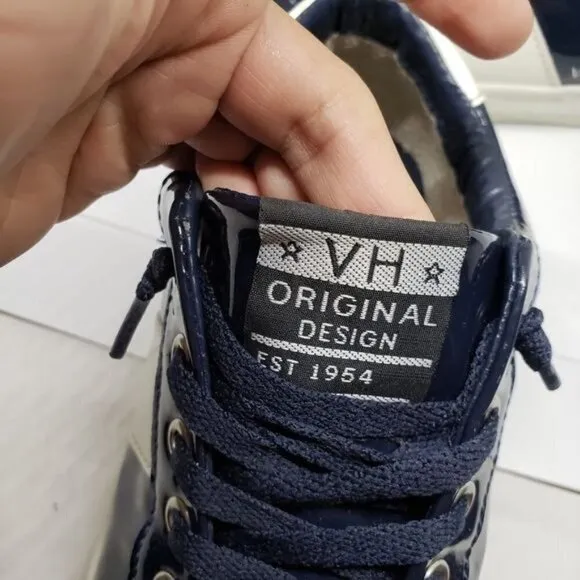 ☆ VH ☆
ORIGINAL
DESIGN
EST 1954